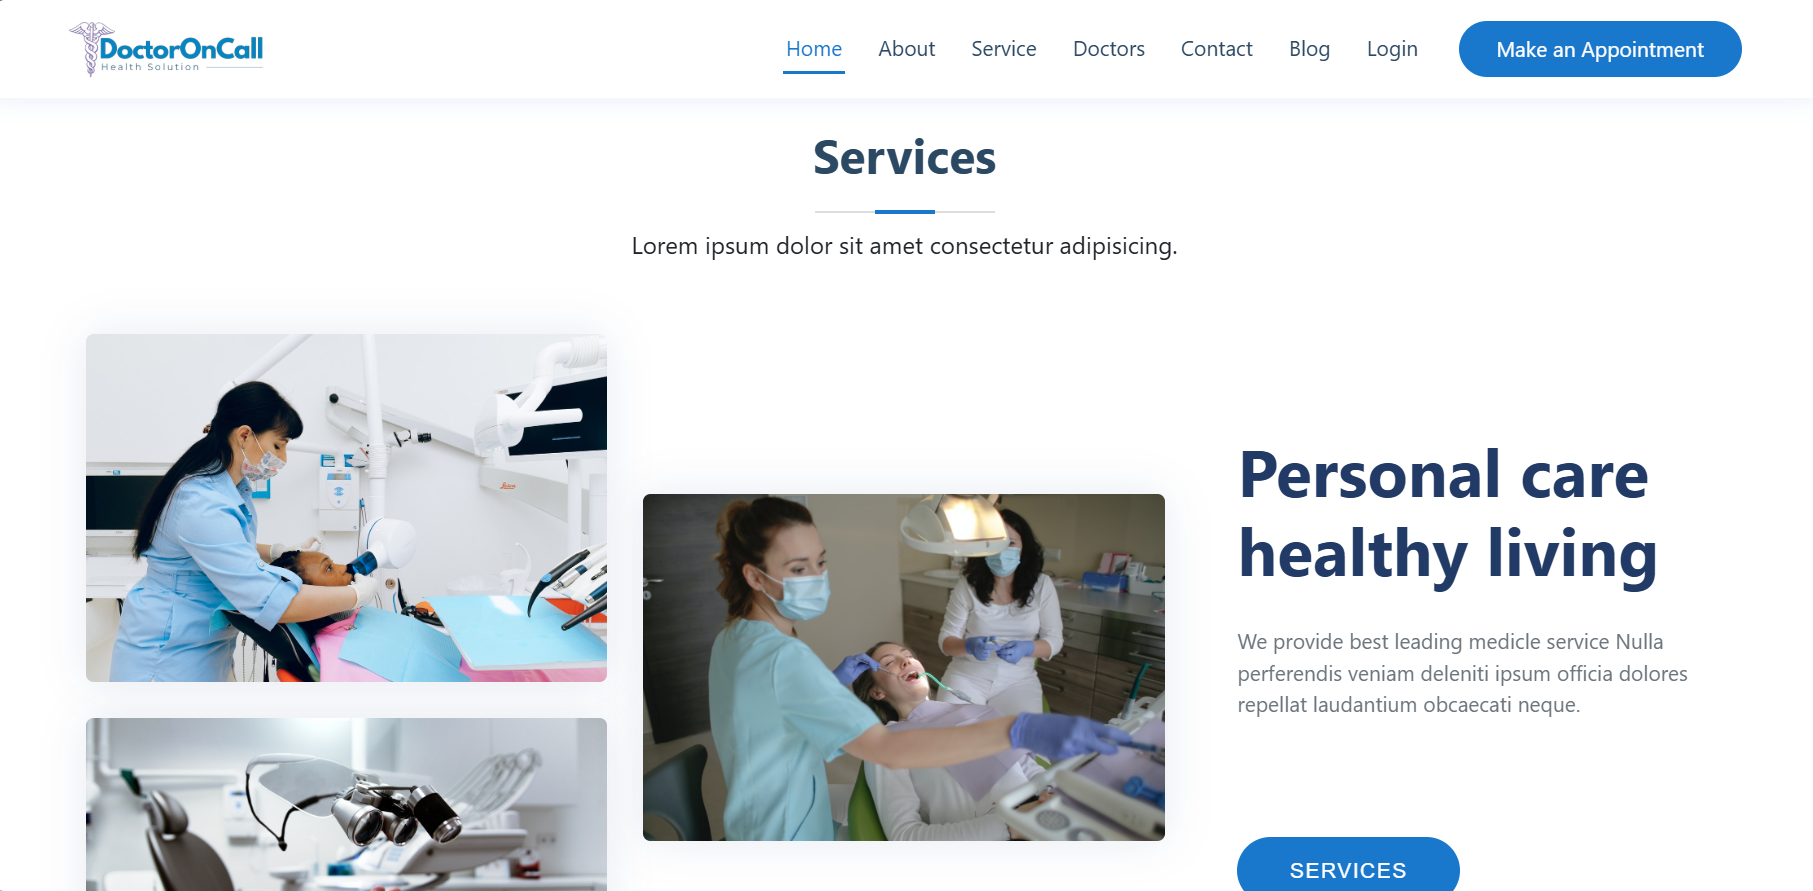 DoctorOnCall
Health Solution
Home About Service Doctors Contact Blog Login Make an Appointment
Services
Lorem ipsum dolor sit amet consectetur adipisicing.
Personal care
healthy living
We provide best leading medicle service Nulla
perferendis veniam deleniti ipsum officia dolores
repellat laudantium obcaecati neque.
SERVICES